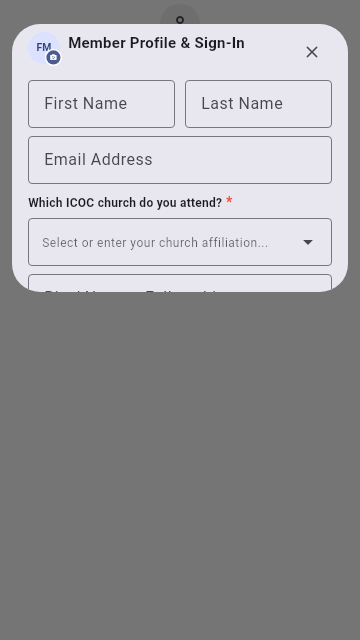 FM
Member Profile & Sign-In
First Name
Last Name
Email Address
Which ICOC church do you attend? *
Select or enter your church affiliation...